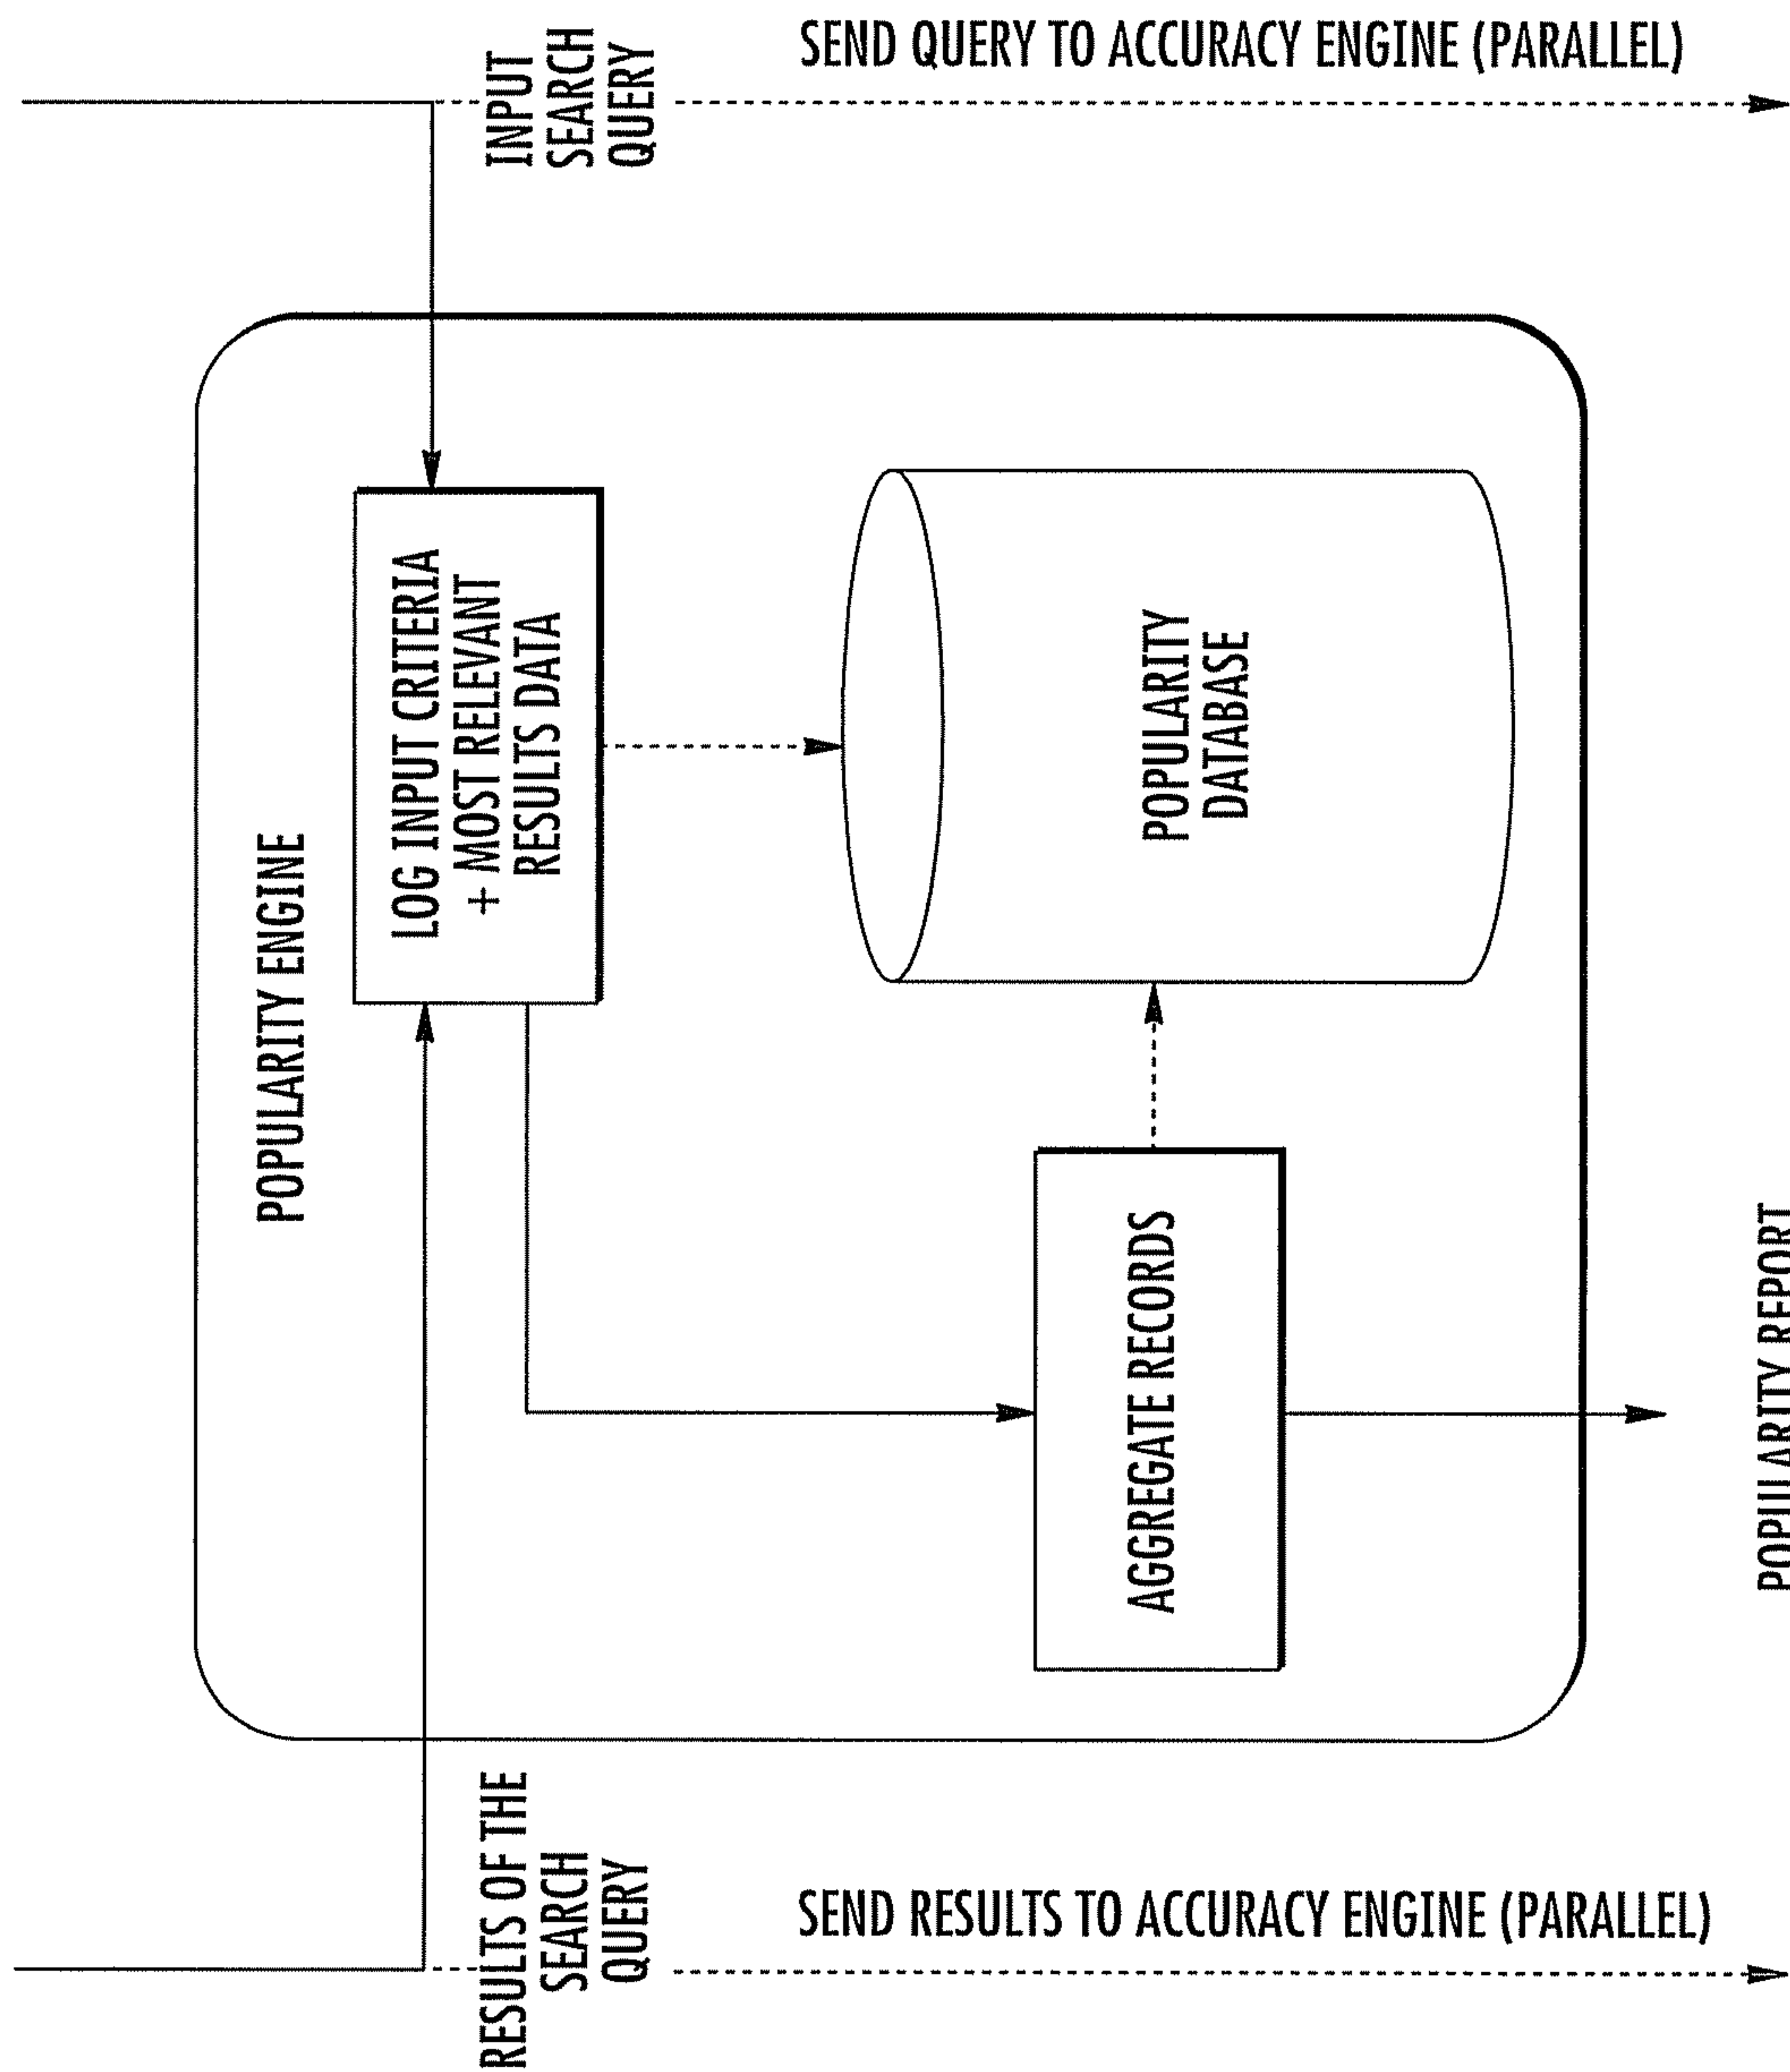 POPULARITY ENGINE
LOG INPUT CRITERIA
+ MOST RELEVANT
RESULTS DATA
RESULTS OF THE
SEARCH
QUERY
INPUT
SEARCH
QUERY
SEND RESULTS TO ACCURACY ENGINE (PARALLEL)
SEND QUERY TO ACCURACY ENGINE (PARALLEL)
AGGREGATE RECORDS
POPULARITY
DATABASE
POPULARITY REPORT